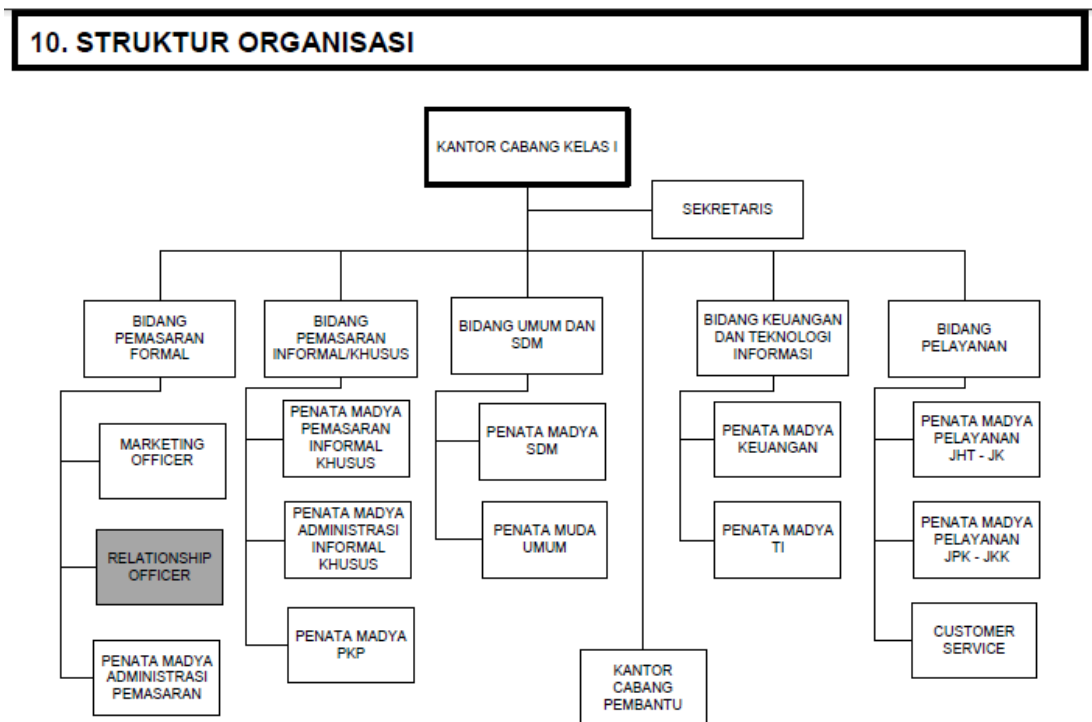 10. STRUKTUR ORGANISASI
KANTOR CABANG KELAS I
SEKRETARIS
BIDANG
PEMASARAN
FORMAL
BIDANG
PEMASARAN
INFORMAL/KHUSUS
BIDANG UMUM DAN
SDM
BIDANG KEUANGAN
DAN TEKNOLOGI
INFORMASI
BIDANG
PELAYANAN
MARKETING
OFFICER
PENATA MADYA
PEMASARAN
INFORMAL
KHUSUS
PENATA MADYA
SDM
PENATA MADYA
KEUANGAN
PENATA MADYA
PELAYANAN
JHT - JK
RELATIONSHIP
OFFICER
PENATA MADYA
ADMINISTRASI
INFORMAL
KHUSUS
PENATA MUDA
UMUM
PENATA MADYA
TI
PENATA MADYA
PELAYANAN
JPK - JKK
PENATA MADYA
ADMINISTRASI
PEMASARAN
PENATA MADYA
PKP
KANTOR
CABANG
PEMBANTU
CUSTOMER
SERVICE